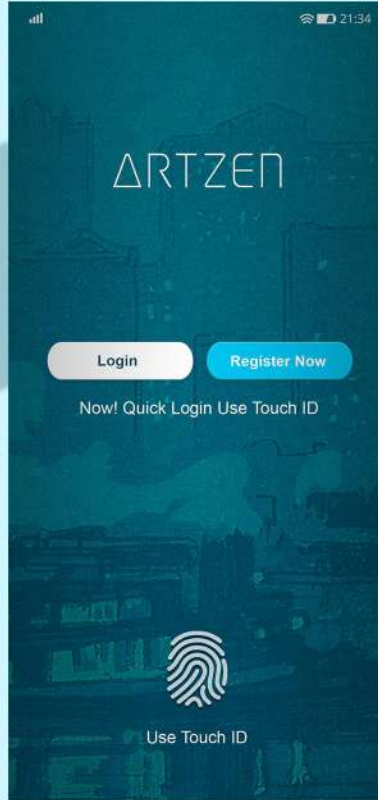 21:34
ARTZEN
Login
Register Now
Now! Quick Login Use Touch ID
Use Touch ID